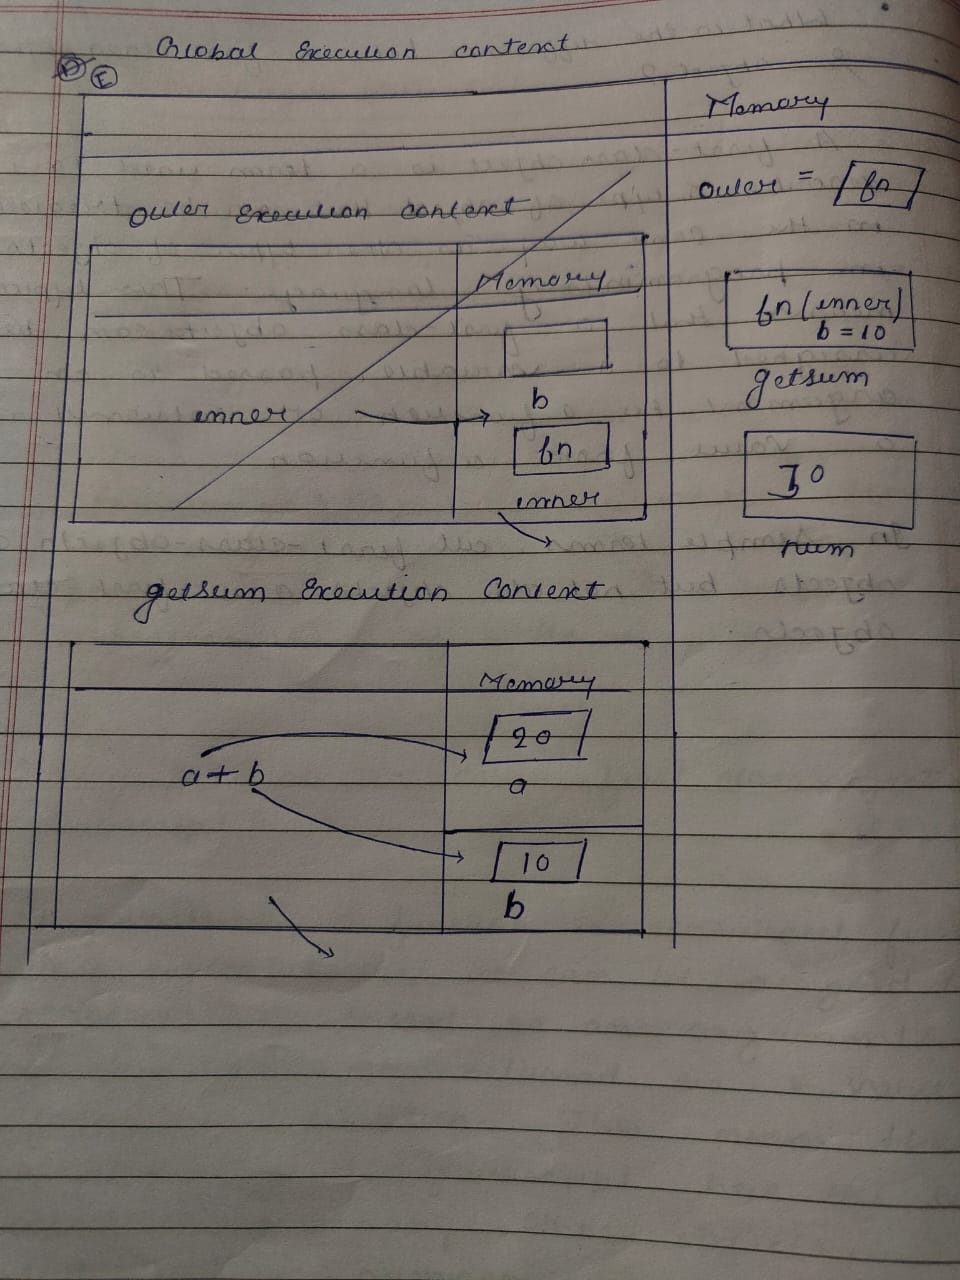 Global Execution context
E
Memory
outer = fn
outer Execution context
Memory
fn (inner)
b = 10
getsum
b
inner
fn
inner
30
num
getsum Execution Context
Memory
20
a + b
a
10
b